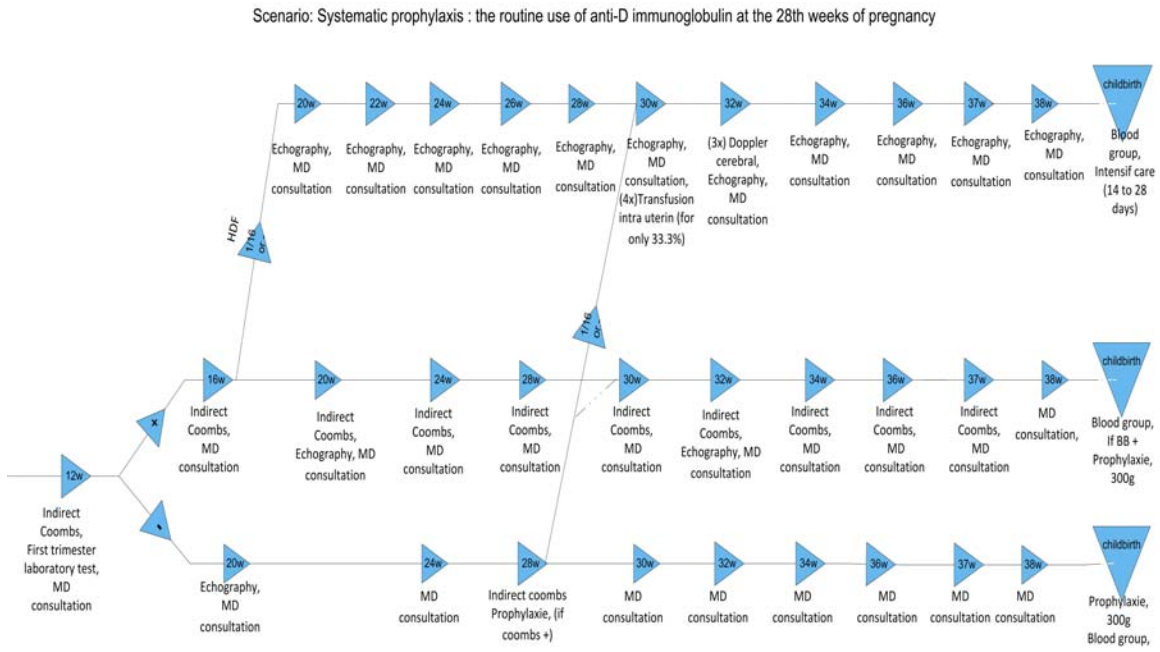 Scenario: Systematic prophylaxis : the routine use of anti-D immunoglobulin at the 28th weeks of pregnancy
20w
22w
24w
26w
28w
30w
32w
34w
36w
37w
38w
childbirth
Echography,
MD
consultation
Echography,
MD
consultation
Echography,
MD
consultation
Echography,
MD
consultation
Echography,
MD
consultation
Echography,
MD
consultation,
(4x)Transfusion
intra uterin (for
only 33.3%)
(3x) Doppler
cerebral,
Echography,
MD
consultation
Echography,
MD
consultation
Echography,
MD
consultation
Echography,
MD
consultation
Echography,
MD
consultation
Blood
group,
Intensif care
(14 to 28
days)
HDF
1/16
or
1/16
or
16w
20w
24w
28w
30w
32w
34w
36w
37w
38w
childbirth
Indirect
Coombs,
MD
consultation
Indirect
Coombs,
Echography, MD
consultation
Indirect
Coombs,
MD
consultation
Indirect
Coombs,
MD
consultation
Indirect
Coombs,
MD
consultation
Indirect
Coombs,
Echography, MD
consultation
Indirect
Coombs,
MD
consultation
Indirect
Coombs,
MD
consultation
Indirect
Coombs,
MD
consultation
MD
consultation,
Blood group,
If BB +
Prophylaxie,
300g
12w
Indirect
Coombs,
First trimester
laboratory test,
MD
consultation
20w
24w
28w
30w
32w
34w
36w
37w
38w
childbirth
Echography,
MD
consultation
MD
consultation
Indirect coombs
Prophylaxie, (if
coombs +)
MD
consultation
MD
consultation
MD
consultation
MD
consultation
MD
consultation
MD
consultation
Prophylaxie,
300g
Blood group,